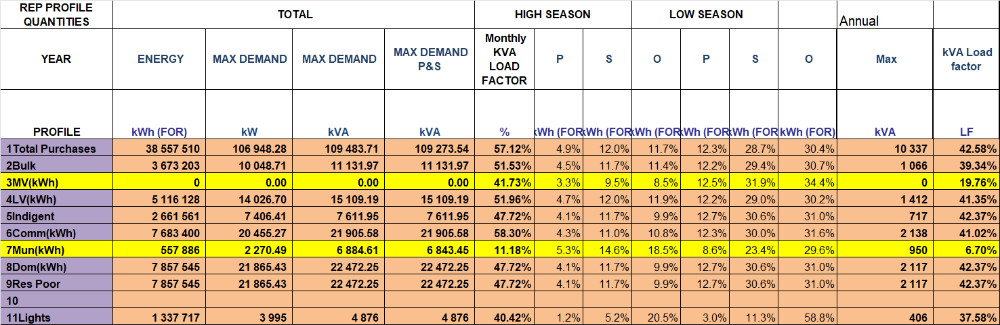 REP PROFILE QUANTITIES TOTAL HIGH SEASON LOW SEASON Annual
YEAR ENERGY MAX DEMAND MAX DEMAND MAX DEMAND P&S Monthly KVA LOAD FACTOR P S O P S O Max kVA Load factor
PROFILE kWh (FOR) kW kVA kVA % kWh (FOR kWh (FOR kWh (FOR kWh (FOR kWh (FOR kWh (FOR) kVA LF
1Total Purchases 38 557 510 106 948.28 109 483.71 109 273.54 57.12% 4.9% 12.0% 11.7% 12.3% 28.7% 30.4% 10 337 42.58%
2Bulk 3 673 203 10 048.71 11 131.97 11 131.97 51.53% 4.5% 11.7% 11.4% 12.2% 29.4% 30.7% 1 066 39.34%
3MV(kWh) 0 0.00 0.00 0.00 41.73% 3.3% 9.5% 8.5% 12.5% 31.9% 34.4% 0 19.76%
4LV(kWh) 5 116 128 14 026.70 15 109.19 15 109.19 51.96% 4.7% 12.0% 11.9% 12.2% 29.0% 30.2% 1 412 41.35%
5Indigent 2 661 561 7 406.41 7 611.95 7 611.95 47.72% 4.1% 11.7% 9.9% 12.7% 30.6% 31.0% 717 42.37%
6Comm(kWh) 7 683 400 20 455.27 21 905.58 21 905.58 58.30% 4.3% 11.0% 10.8% 12.3% 30.0% 31.6% 2 138 41.02%
7Mun(kWh) 557 886 2 270.49 6 884.61 6 843.45 11.18% 5.3% 14.6% 18.5% 8.6% 23.4% 29.6% 950 6.70%
8Dom(kWh) 7 857 545 21 865.43 22 472.25 22 472.25 47.72% 4.1% 11.7% 9.9% 12.7% 30.6% 31.0% 2 117 42.37%
9Res Poor 7 857 545 21 865.43 22 472.25 22 472.25 47.72% 4.1% 11.7% 9.9% 12.7% 30.6% 31.0% 2 117 42.37%
10
11Lights 1 337 717 3 995 4 876 4 876 40.42% 1.2% 5.2% 20.5% 3.0% 11.3% 58.8% 406 37.58%